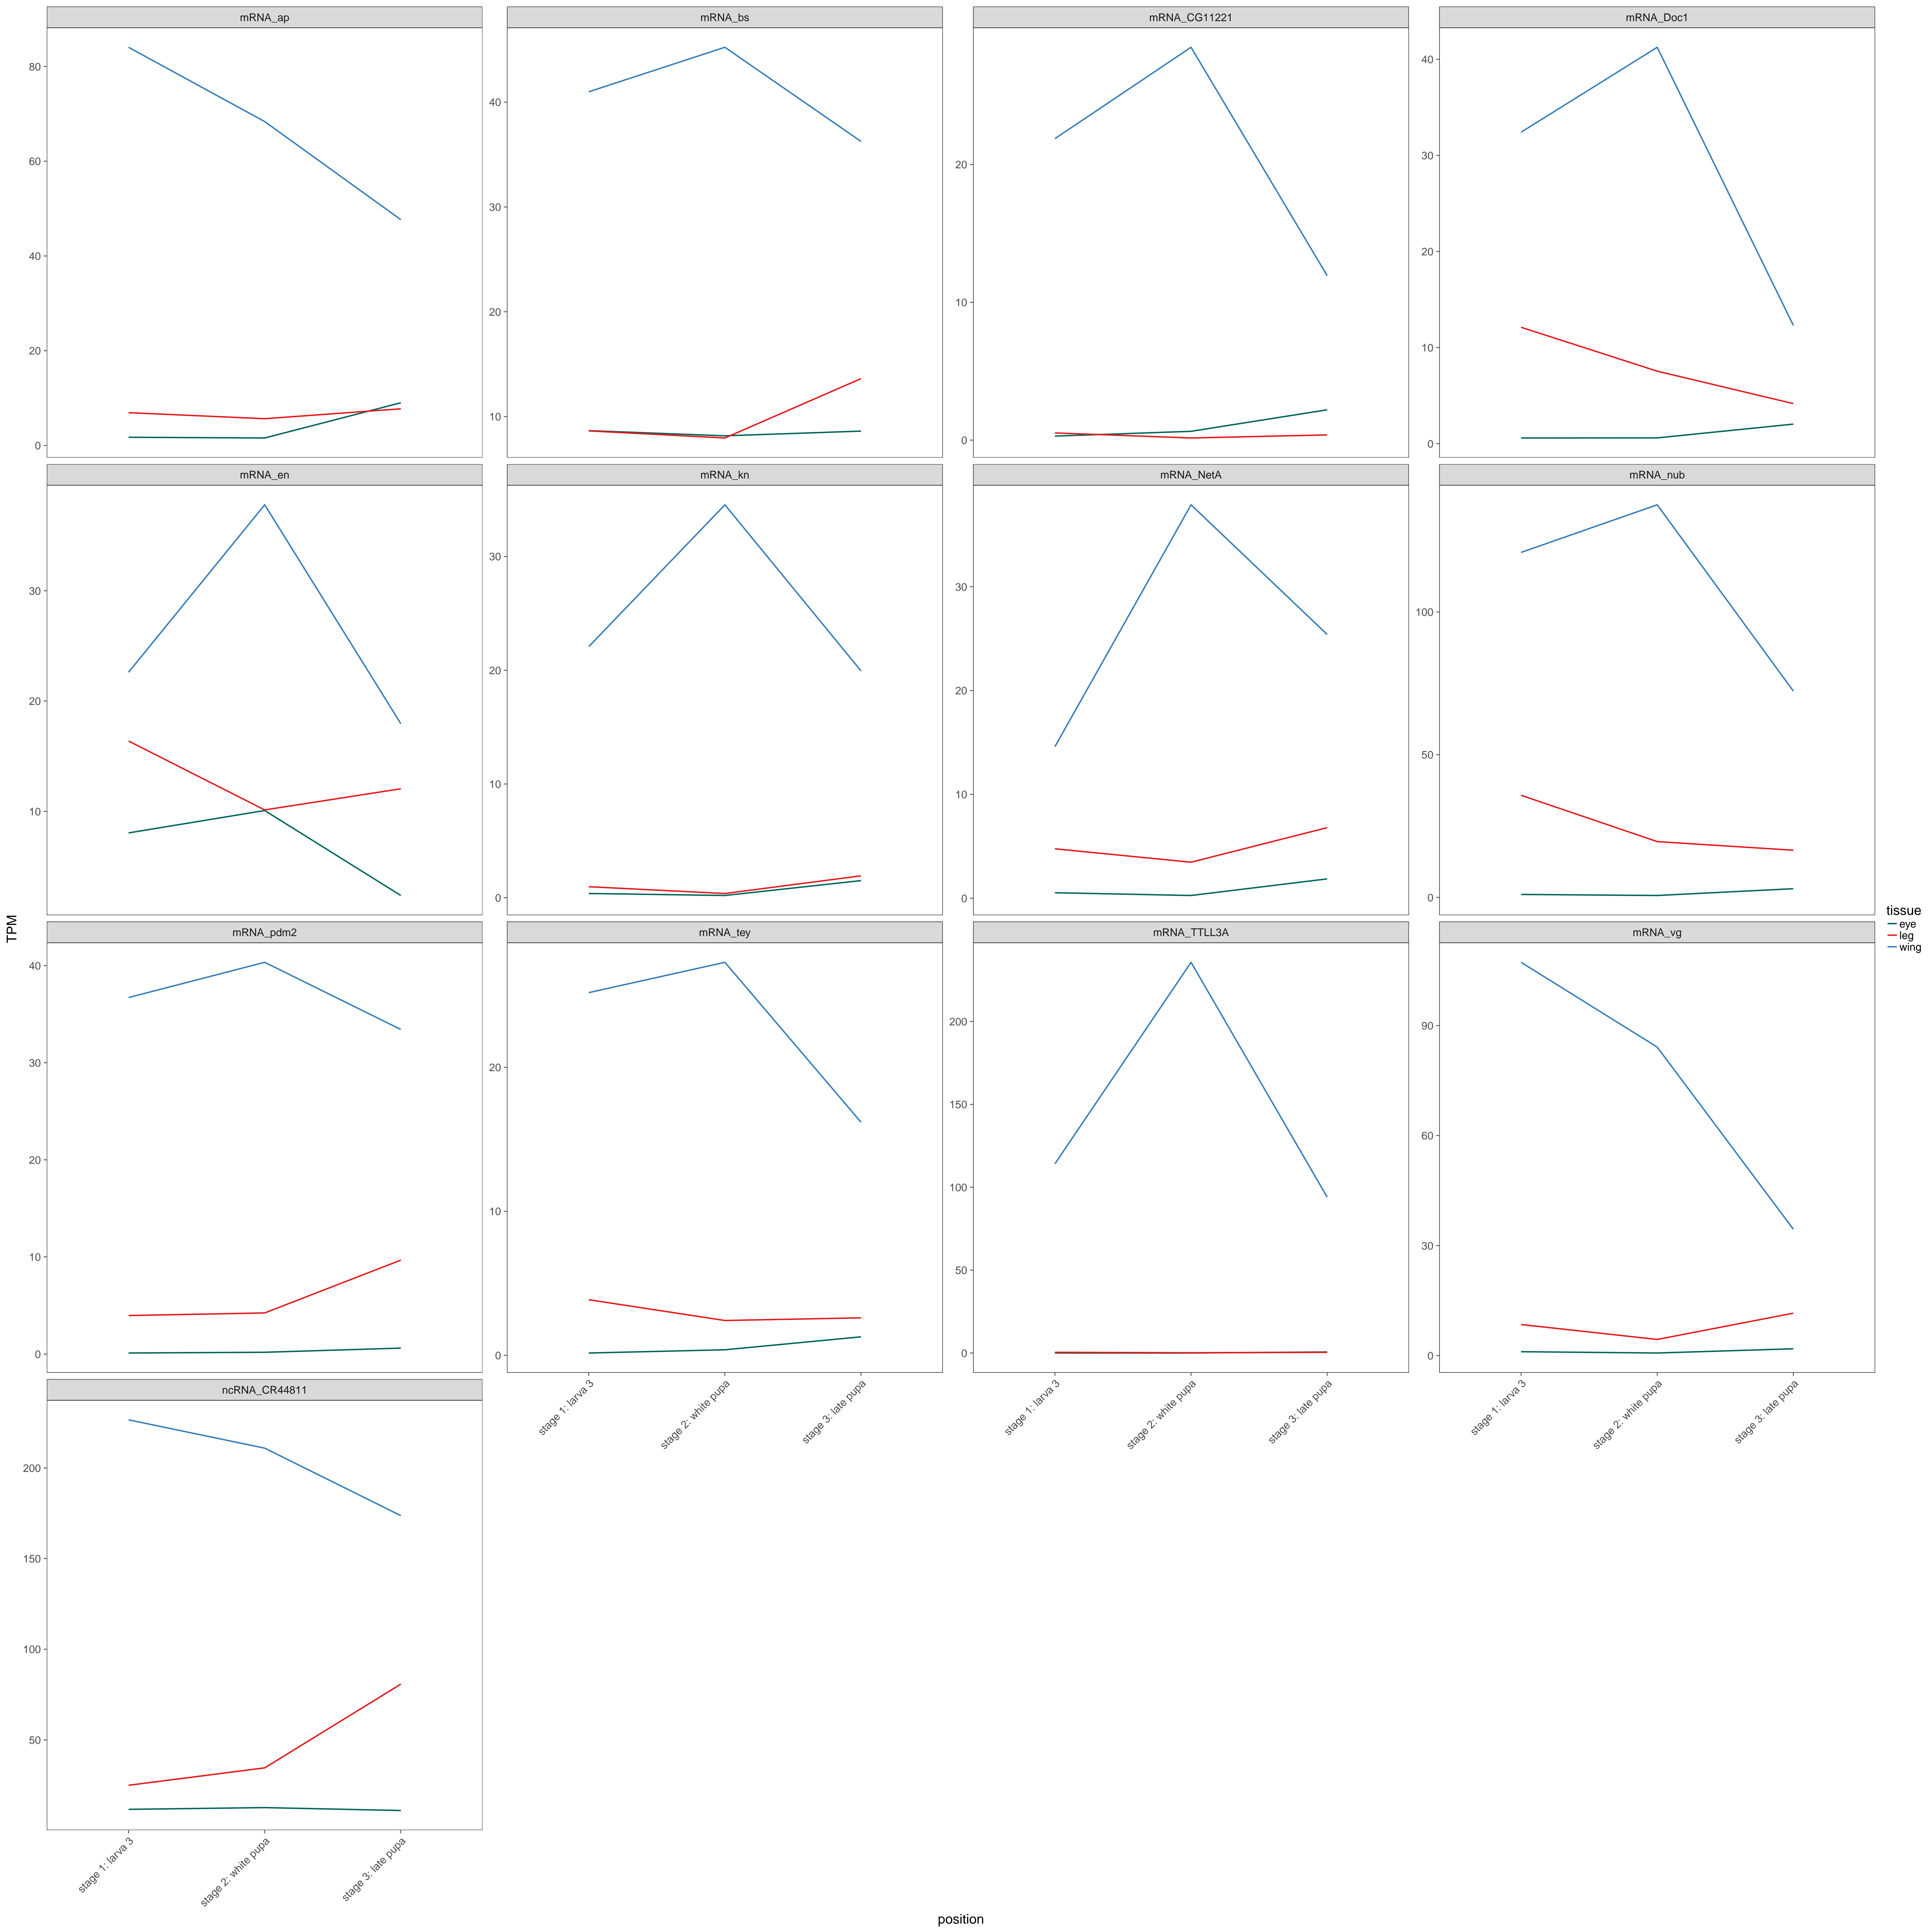 mRNA_ap
mRNA_bs
mRNA_CG11221
mRNA_Doc1
80
60
40
20
0
40
30
20
10
20
10
0
40
30
20
10
0
mRNA_en
mRNA_kn
mRNA_NetA
mRNA_nub
30
20
10
30
20
10
0
30
20
10
0
100
50
0
TPM
mRNA_pdm2
mRNA_tey
mRNA_TTLL3A
mRNA_vg
40
30
20
10
0
20
10
0
200
150
100
50
0
90
60
30
0
stage 1: larva 3
stage 2: white pupa
stage 3: late pupa
stage 1: larva 3
stage 2: white pupa
stage 3: late pupa
stage 1: larva 3
stage 2: white pupa
stage 3: late pupa
ncRNA_CR44811
200
150
100
50
stage 1: larva 3
stage 2: white pupa
stage 3: late pupa
position
tissue
eye
leg
wing